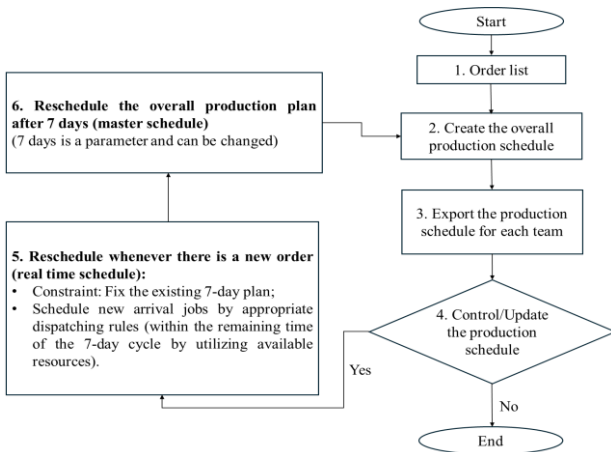 Start
1. Order list
2. Create the overall
production schedule
3. Export the production
schedule for each team
4. Control/Update
the production
schedule
Yes
No
End
5. Reschedule whenever there is a new order
(real time schedule):
• Constraint: Fix the existing 7-day plan;
• Schedule new arrival jobs by appropriate
dispatching rules (within the remaining time
of the 7-day cycle by utilizing available
resources).
6. Reschedule the overall production plan
after 7 days (master schedule)
(7 days is a parameter and can be changed)